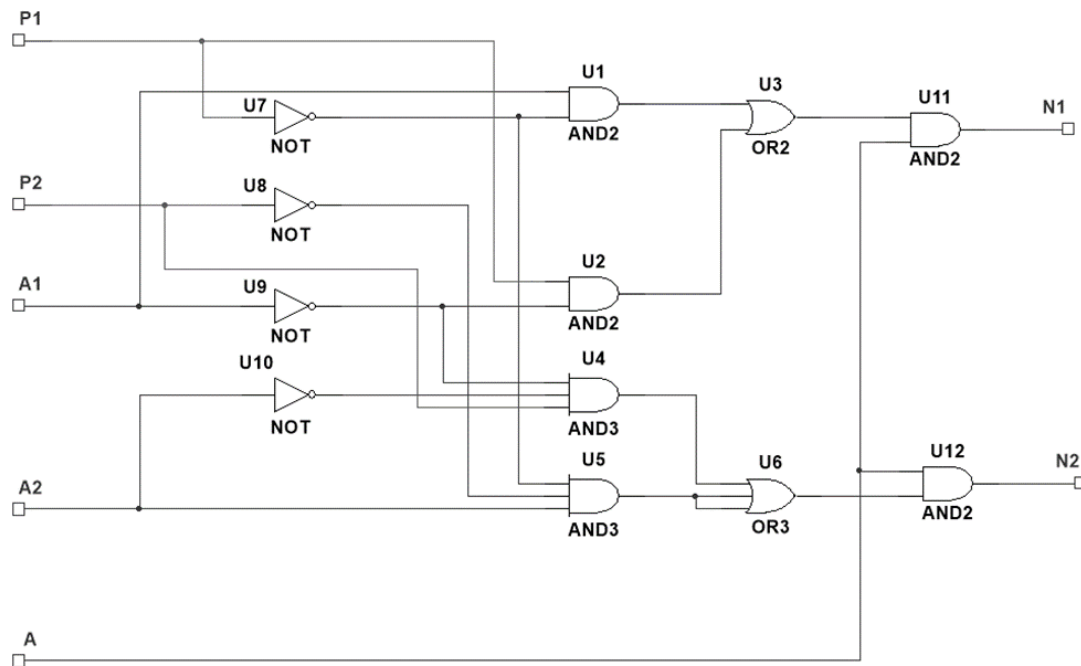 P1
U1
U3
U11
N1
U7
NOT
AND2
OR2
AND2
P2
U8
NOT
U2
A1
U9
NOT
AND2
U10
U4
NOT
AND3
U5
U6
U12
N2
A2
AND3
OR3
AND2
A